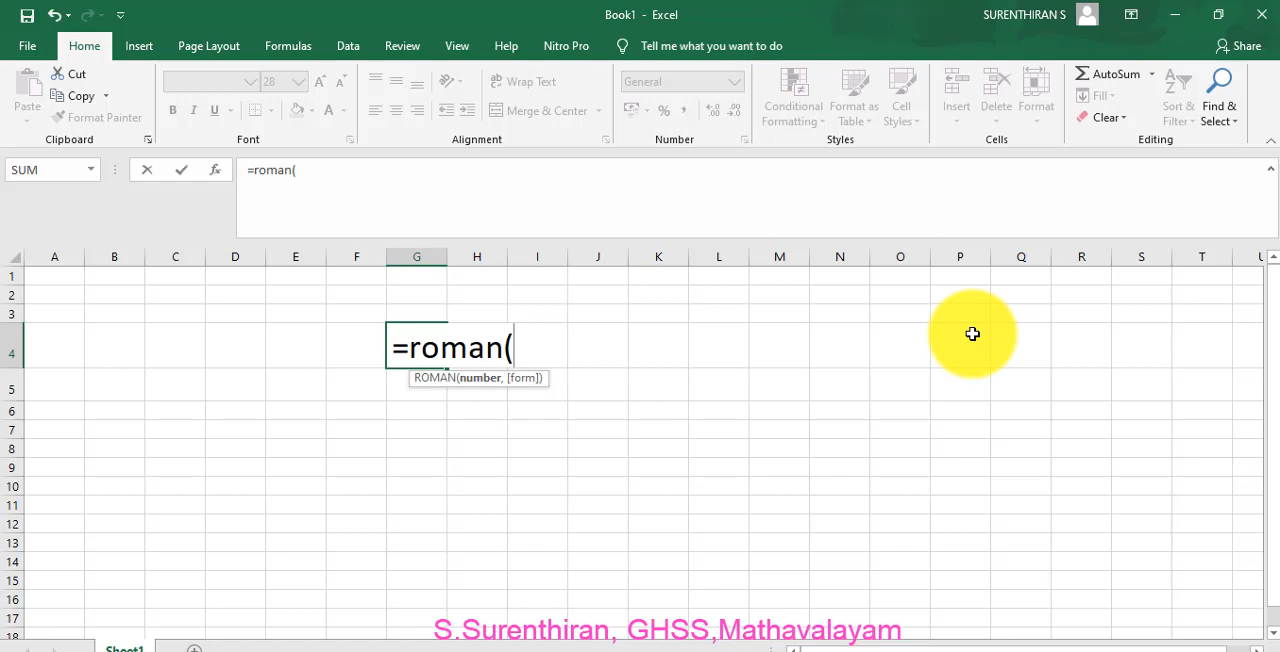 Book1 - Excel
SURENTHIRAN S
File Home Insert Page Layout Formulas Data Review View Help Nitro Pro Tell me what you want to do Share
Paste
Cut
Copy
Format Painter
Clipboard
28
B I U
Font
Wrap Text
Merge & Center
Alignment
General
Number
Conditional Formatting
Format as Table
Cell Styles
Styles
Insert Delete Format
Cells
AutoSum
Fill
Clear
Sort & Filter
Find & Select
Editing
SUM
fx
=roman(
A B C D E F G H I J K L M N O P Q R S T U
1
2
3
4
=roman(
ROMAN(number, [form])
5
6
7
8
9
10
11
12
13
14
15
16
17
18
S.Surenthiran, GHSS,Mathavalayam
Sheet1